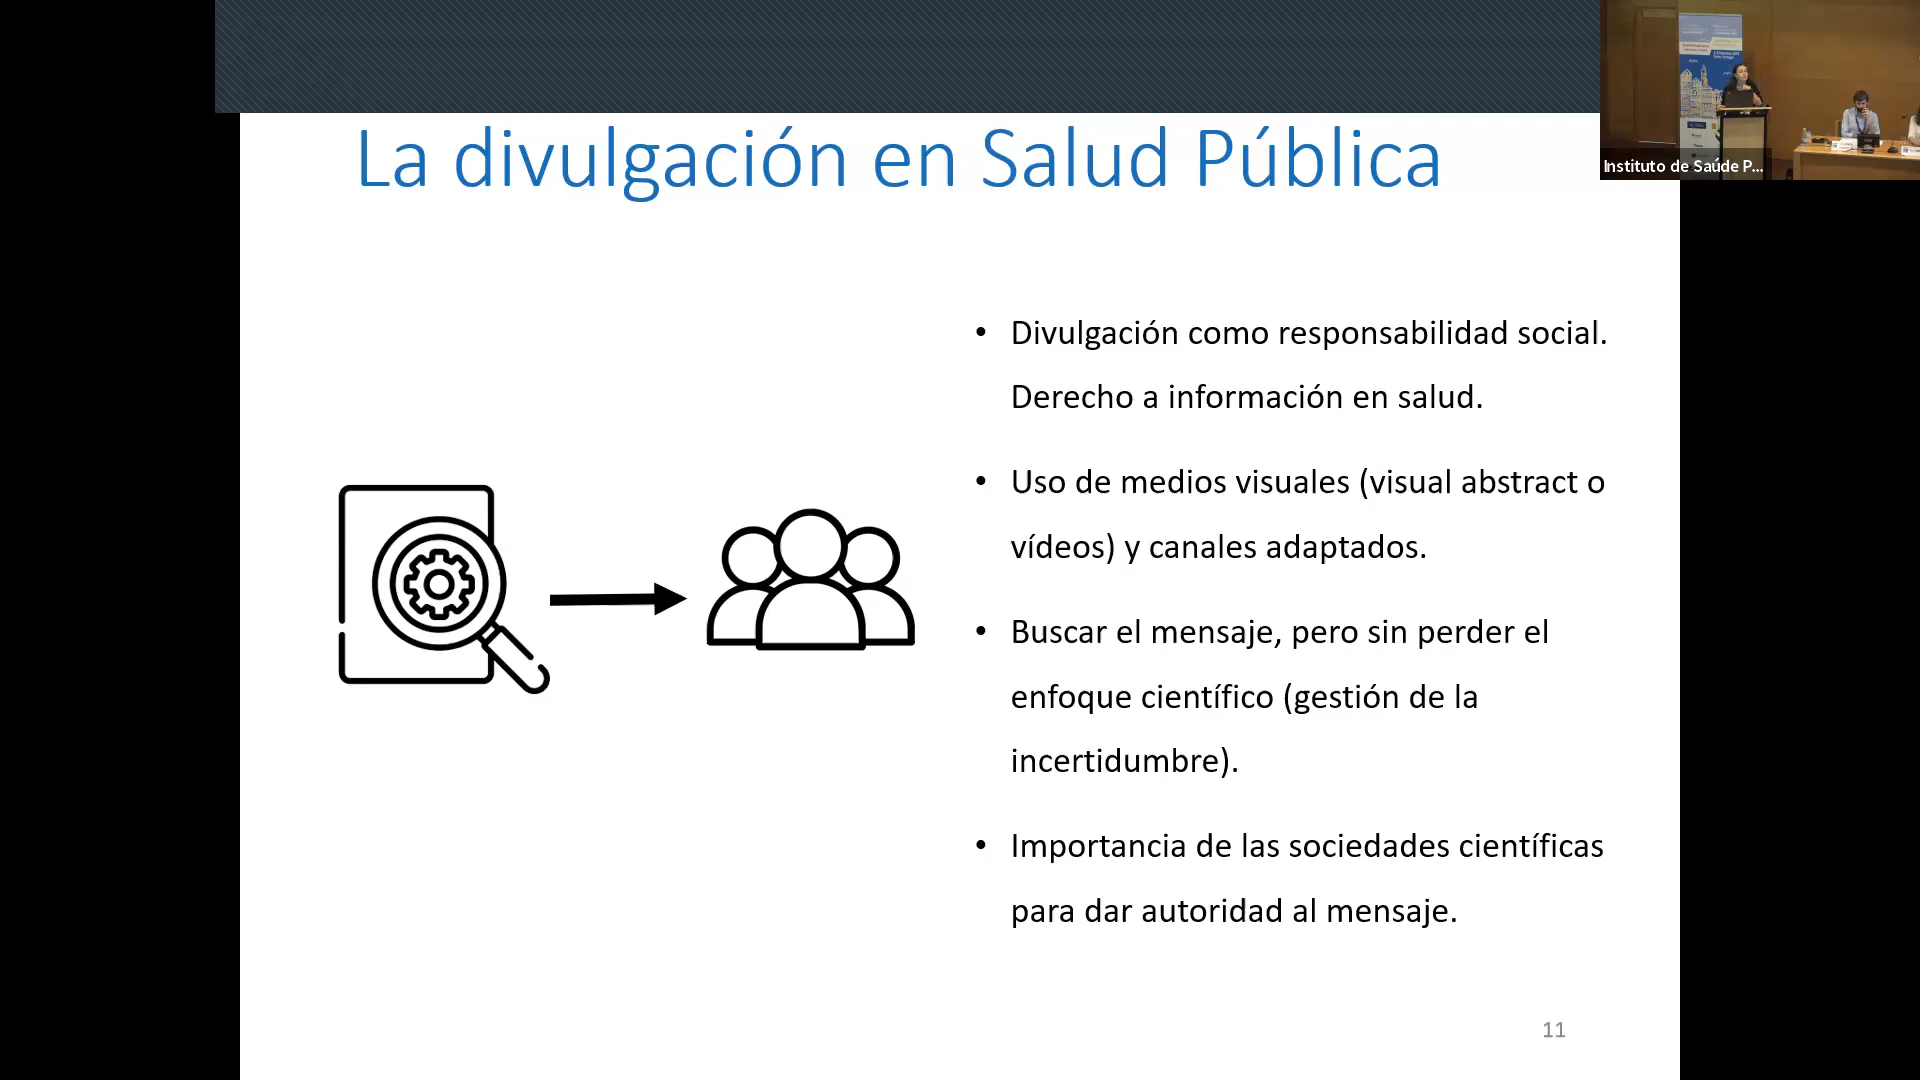 La divulgación en Salud Pública
Instituto de Saúde P...
• Divulgación como responsabilidad social.
Derecho a información en salud.
• Uso de medios visuales (visual abstract o
vídeos) y canales adaptados.
• Buscar el mensaje, pero sin perder el
enfoque científico (gestión de la
incertidumbre).
• Importancia de las sociedades científicas
para dar autoridad al mensaje.
11